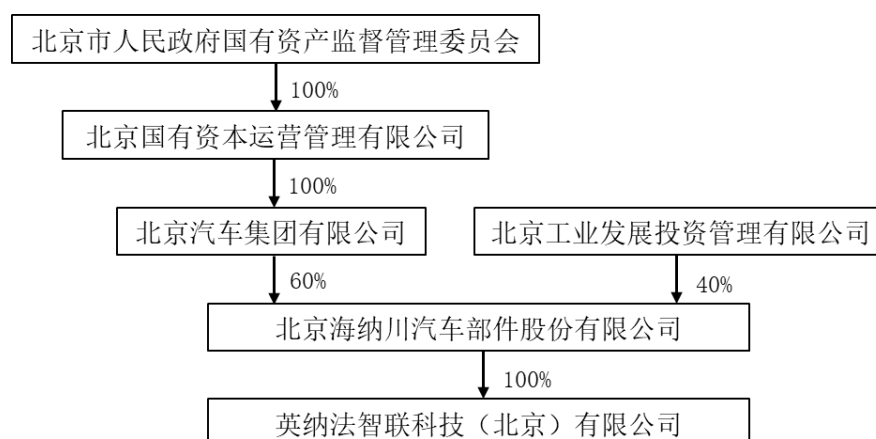 北京市人民政府国有资产监督管理委员会
100%
北京国有资本运营管理有限公司
100%
北京汽车集团有限公司
北京工业发展投资管理有限公司
60%
40%
北京海纳川汽车部件股份有限公司
100%
英纳法智联科技（北京）有限公司